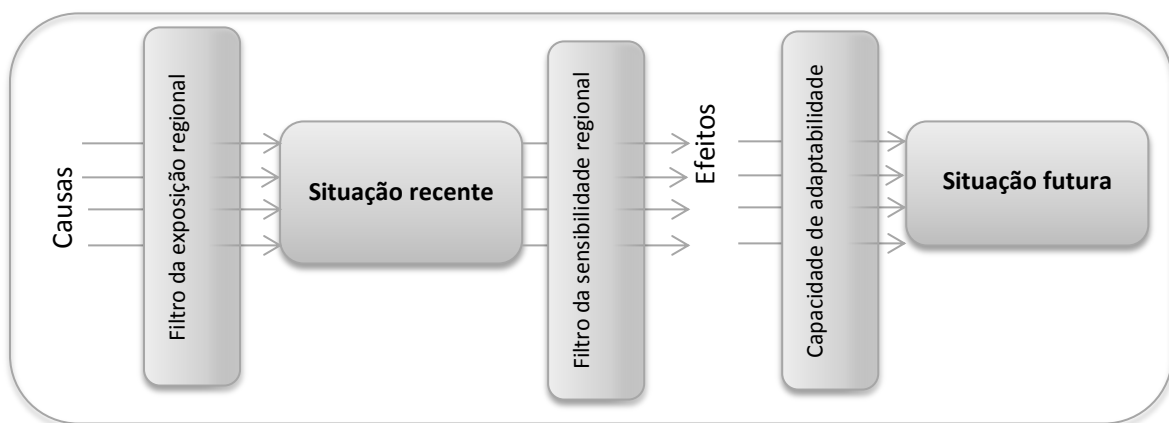 Causas
Filtro da exposição regional
Situação recente
Filtro da sensibilidade regional
Efeitos
Capacidade de adaptabilidade
Situação futura